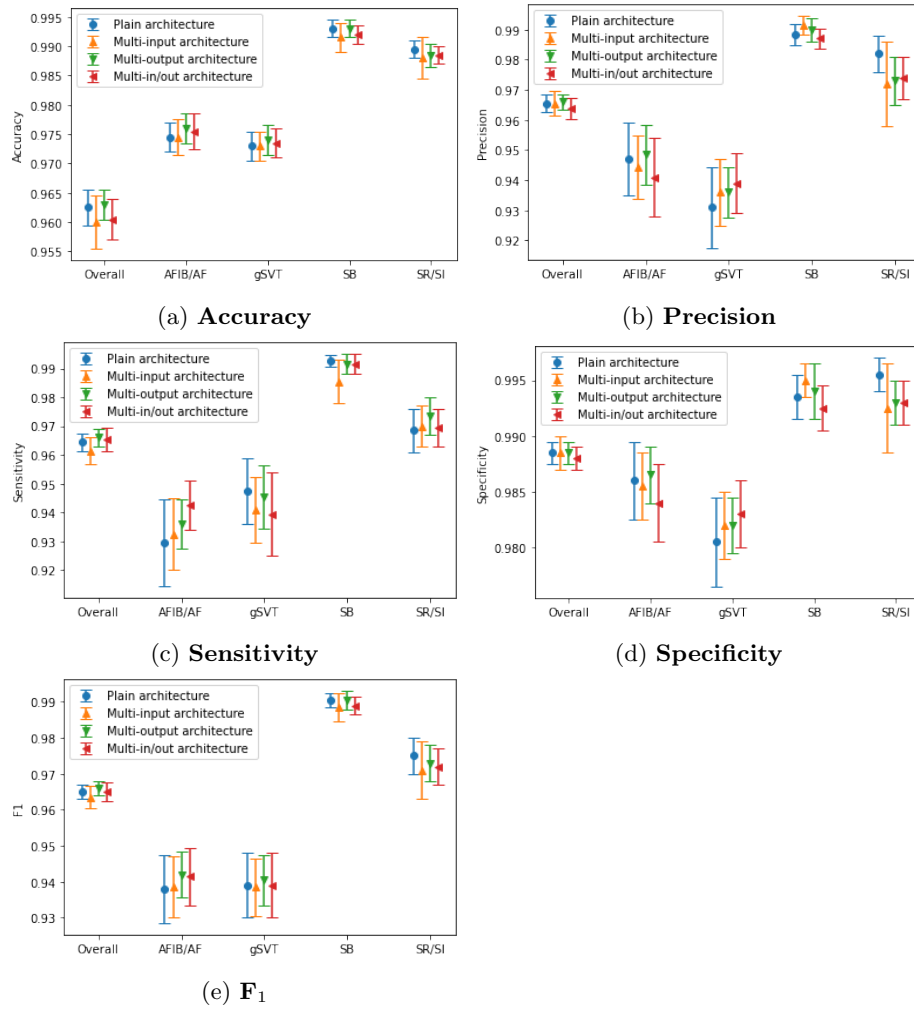 Accuracy
0.995
0.990
0.985
0.980
0.975
0.970
0.965
0.960
0.955
Plain architecture
Multi-input architecture
Multi-output architecture
Multi-in/out architecture
Overall AFIB/AF gSVT SB SR/SI
(a) Accuracy
Precision
0.99
0.98
0.97
0.96
0.95
0.94
0.93
0.92
Plain architecture
Multi-input architecture
Multi-output architecture
Multi-in/out architecture
Overall AFIB/AF gSVT SB SR/SI
(b) Precision
Sensitivity
0.99
0.98
0.97
0.96
0.95
0.94
0.93
0.92
Plain architecture
Multi-input architecture
Multi-output architecture
Multi-in/out architecture
Overall AFIB/AF gSVT SB SR/SI
(c) Sensitivity
Specificity
0.995
0.990
0.985
0.980
Plain architecture
Multi-input architecture
Multi-output architecture
Multi-in/out architecture
Overall AFIB/AF gSVT SB SR/SI
(d) Specificity
F1
0.99
0.98
0.97
0.96
0.95
0.94
0.93
Plain architecture
Multi-input architecture
Multi-output architecture
Multi-in/out architecture
Overall AFIB/AF gSVT SB SR/SI
(e) F₁